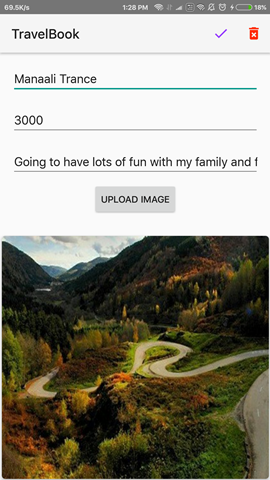 69.5K/s 1:28 PM 18%
TravelBook
Manaali Trance
3000
Going to have lots of fun with my family and f
UPLOAD IMAGE